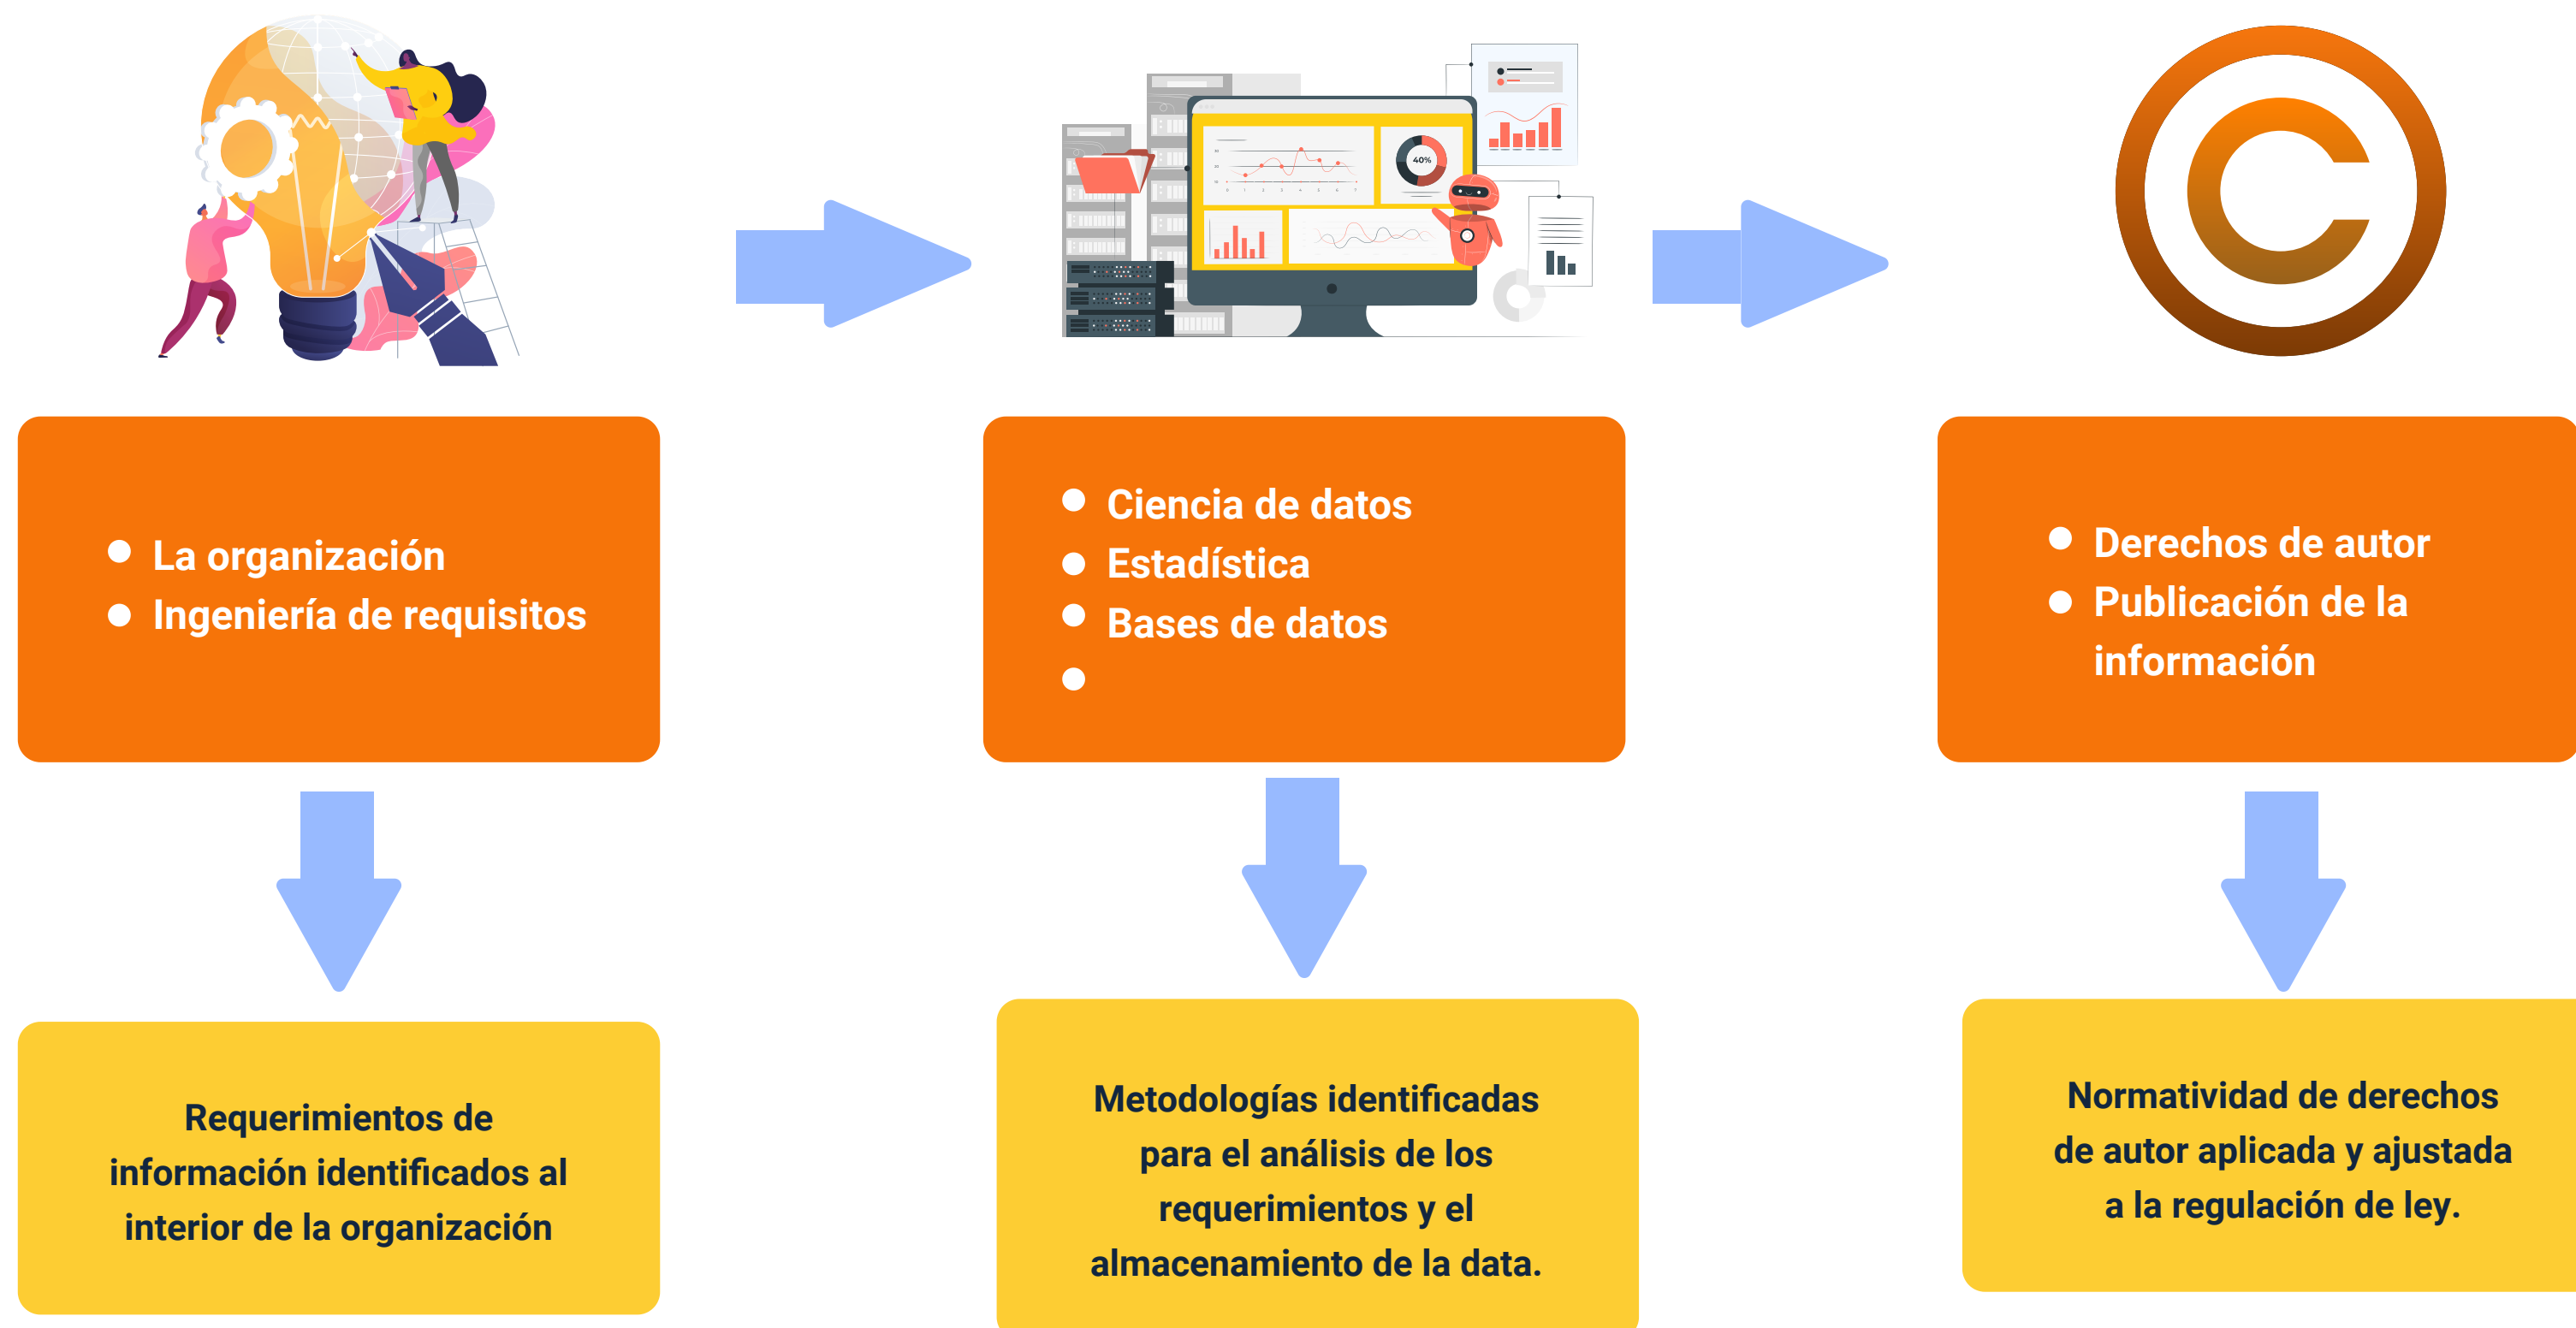 40%
La organización
Ingeniería de requisitos
Ciencia de datos
Estadística
Bases de datos
Derechos de autor
Publicación de la
información
Requerimientos de
información identificados al
interior de la organización
Metodologías identificadas
para el análisis de los
requerimientos y el
almacenamiento de la data.
Normatividad de derechos
de autor aplicada y ajustada
a la regulación de ley.